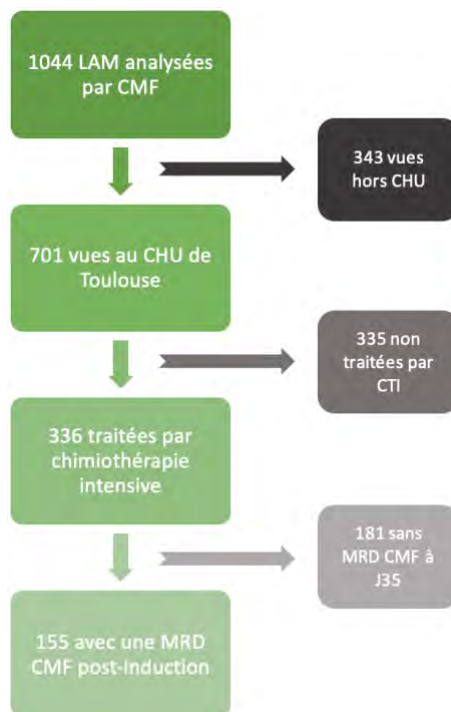 1044 LAM analysées
par CMF
343 vues
hors CHU
701 vues au CHU de
Toulouse
335 non
traitées par
CTI
336 traitées par
chimiothérapie
intensive
181 sans
MRD CMF à
J35
155 avec une MRD
CMF post-induction